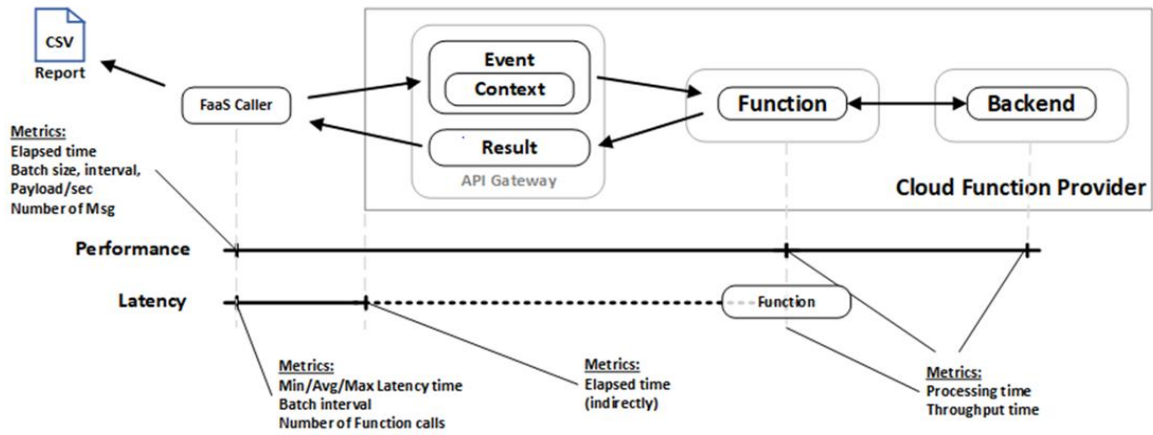 CSV
Report
FaaS Caller
Event
Context
Result
API Gateway
Function
Backend
Cloud Function Provider
Metrics:
Elapsed time
Batch size, interval,
Payload/sec
Number of Msg
Performance
Latency
Function
Metrics:
Min/Avg/Max Latency time
Batch interval
Number of Function calls
Metrics:
Elapsed time
(indirectly)
Metrics:
Processing time
Throughput time